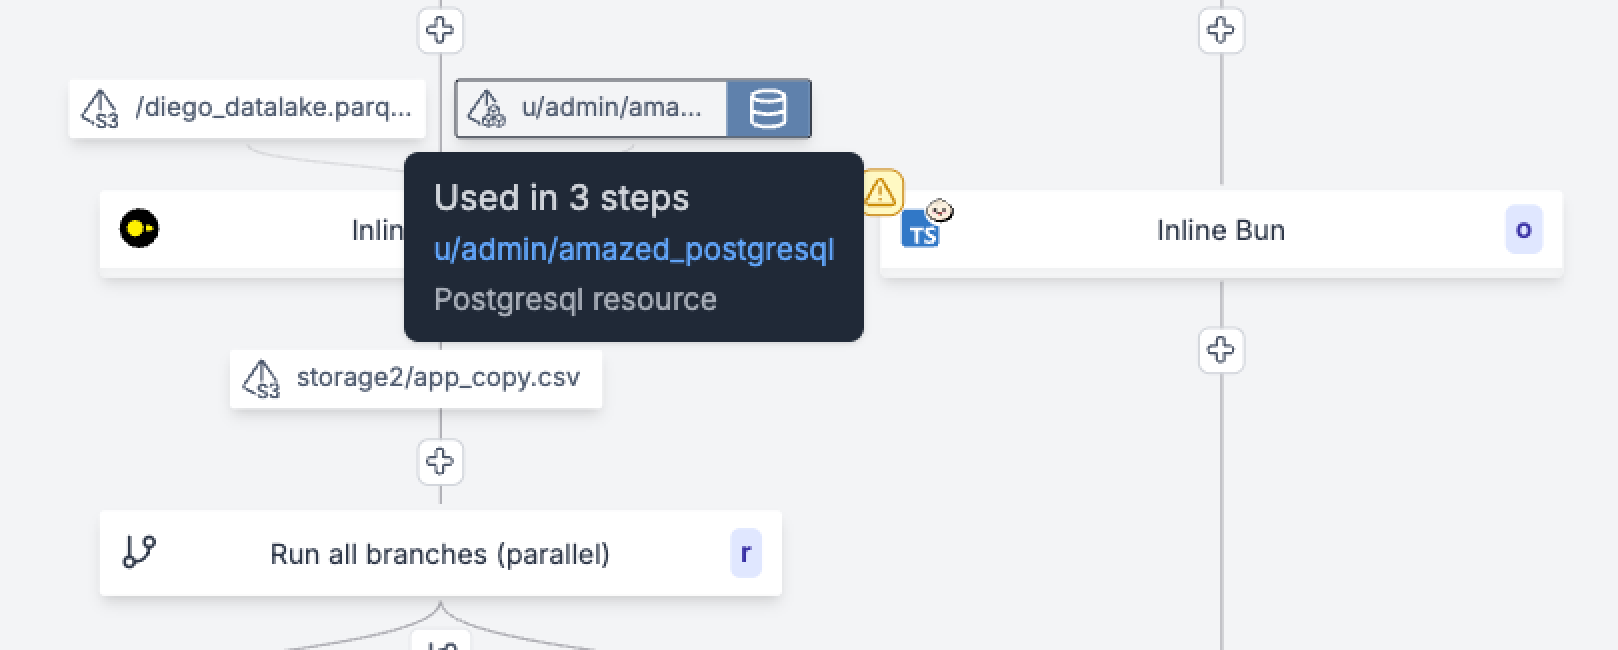 /diego_datalake.parq...
u/admin/ama...
S3
Used in 3 steps
u/admin/amazed_postgresql
Postgresql resource
Inlin
TS
Inline Bun
o
S3
storage2/app_copy.csv
Run all branches (parallel)
r